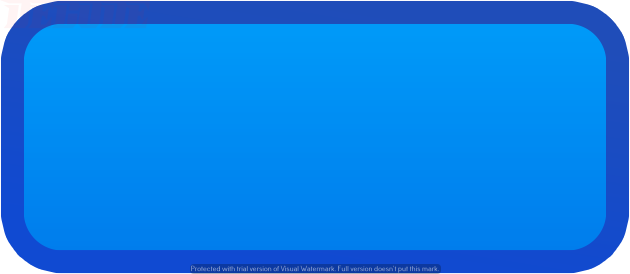 Protected with trial version of Visual Watermark. Full version doesn't put this mark.